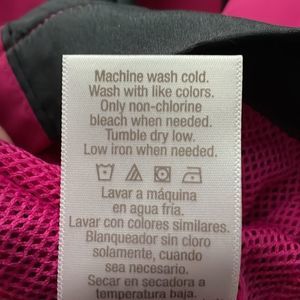 Machine wash cold.
Wash with like colors.
Only non-chlorine
bleach when needed.
Tumble dry low.
Low iron when needed.
Lavar a máquina
en agua fría.
Lavar con colores similares.
Blanqueador sin cloro
solamente, cuando
sea necesario.
Secar en secadora a
temperatura baja.